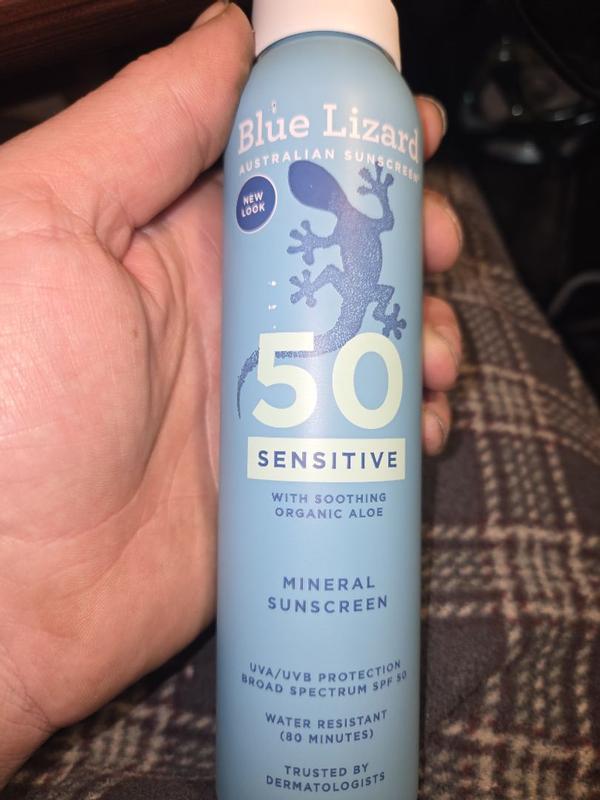 Blue Lizard
AUSTRALIAN SUNSCREEN
NEW
LOOK
50
SENSITIVE
WITH SOOTHING
ORGANIC ALOE
MINERAL
SUNSCREEN
UVA/UVB PROTECTION
BROAD SPECTRUM SPF 50
WATER RESISTANT
(80 MINUTES)
TRUSTED BY
DERMATOLOGISTS